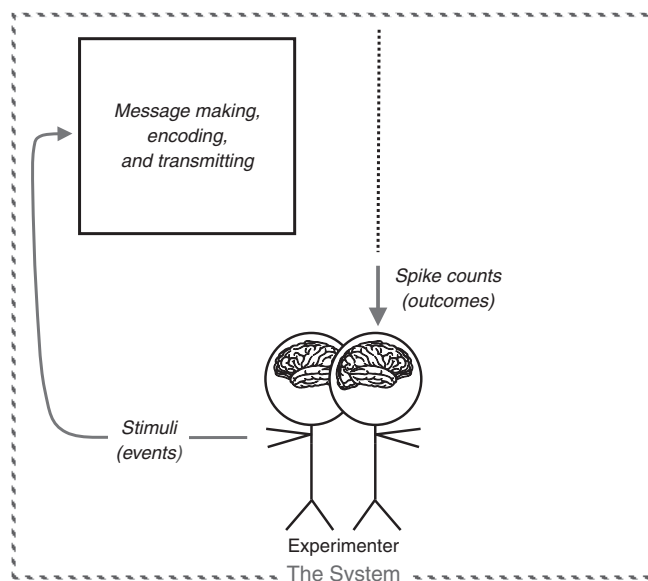 Message making,
encoding,
and transmitting
Spike counts
(outcomes)
Stimuli
(events)
Experimenter
The System